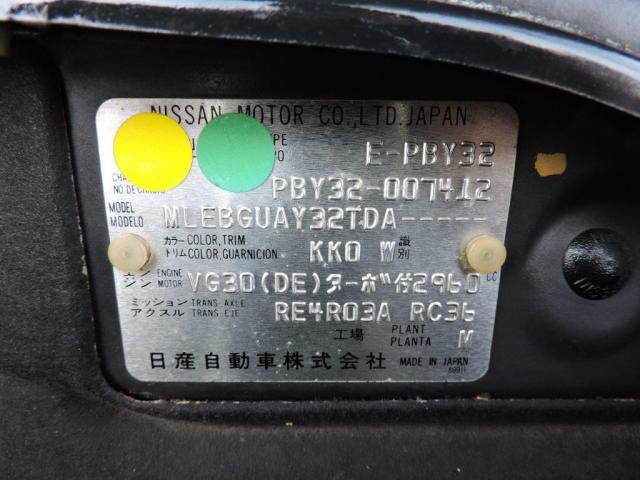 NISSAN MOTOR CO.,LTD.JAPAN
E-PBY32
NO DE CHASIS PBY32-007412
MODEL
MODELO MLEBGUAY32TDA-----
カラー COLOR,TRIM
トリム COLOR, GUARNICION KK0 W 識別
エンジン ENGINE MOTOR VG30(DE)ターボ付2960 cc
ミッション TRANS. AXLE
アクスル TRANS. EJE RE4R03A RC36
工場 PLANT
PLANTA M
日産自動車株式会社 MADE IN JAPAN